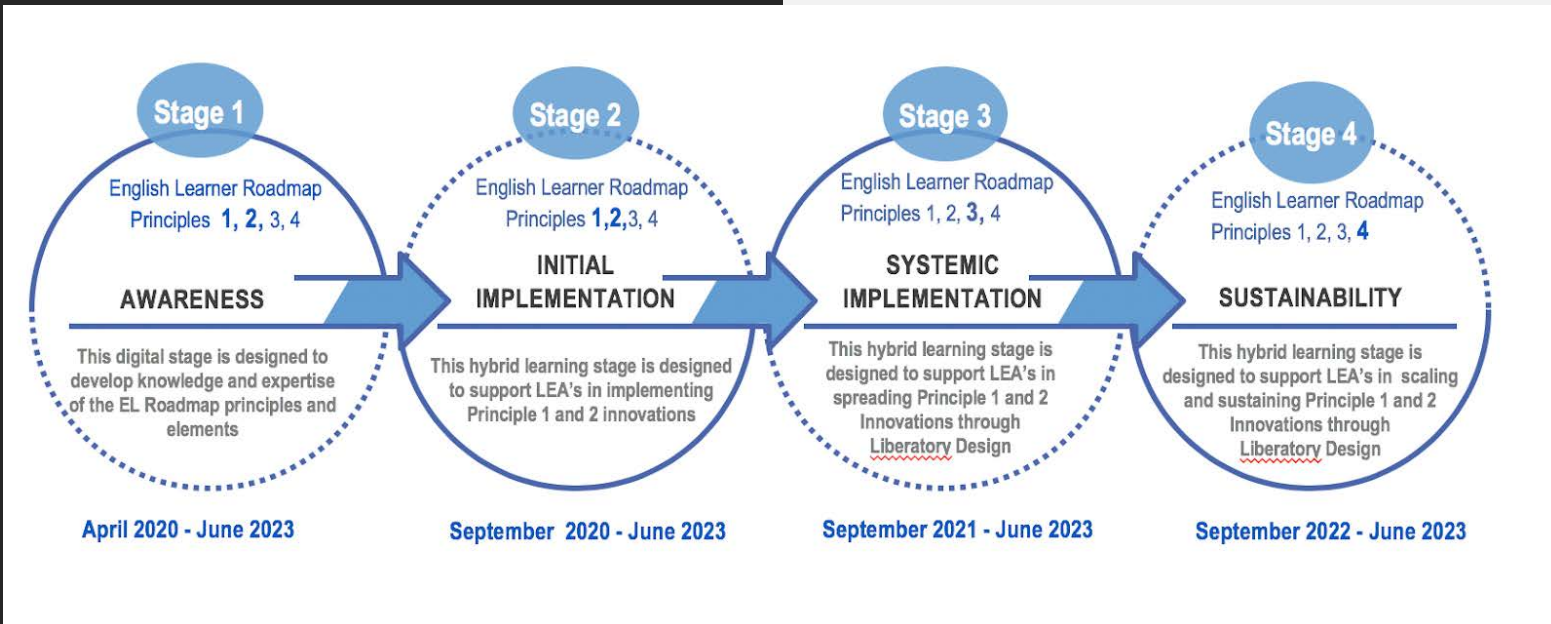 Stage 1
English Learner Roadmap
Principles 1, 2, 3, 4
AWARENESS
This digital stage is designed to
develop knowledge and expertise
of the EL Roadmap principles and
elements
April 2020 - June 2023
Stage 2
English Learner Roadmap
Principles 1,2,3, 4
INITIAL
IMPLEMENTATION
This hybrid learning stage is designed
to support LEA's in implementing
Principle 1 and 2 innovations
September 2020 - June 2023
Stage 3
English Learner Roadmap
Principles 1, 2, 3, 4
SYSTEMIC
IMPLEMENTATION
This hybrid learning stage is
designed to support LEA's in
spreading Principle 1 and 2
Innovations through
Liberatory Design
September 2021 - June 2023
Stage 4
English Learner Roadmap
Principles 1, 2, 3, 4
SUSTAINABILITY
This hybrid learning stage is
designed to support LEA's in scaling
and sustaining Principle 1 and 2
Innovations through
Liberatory Design
September 2022 - June 2023